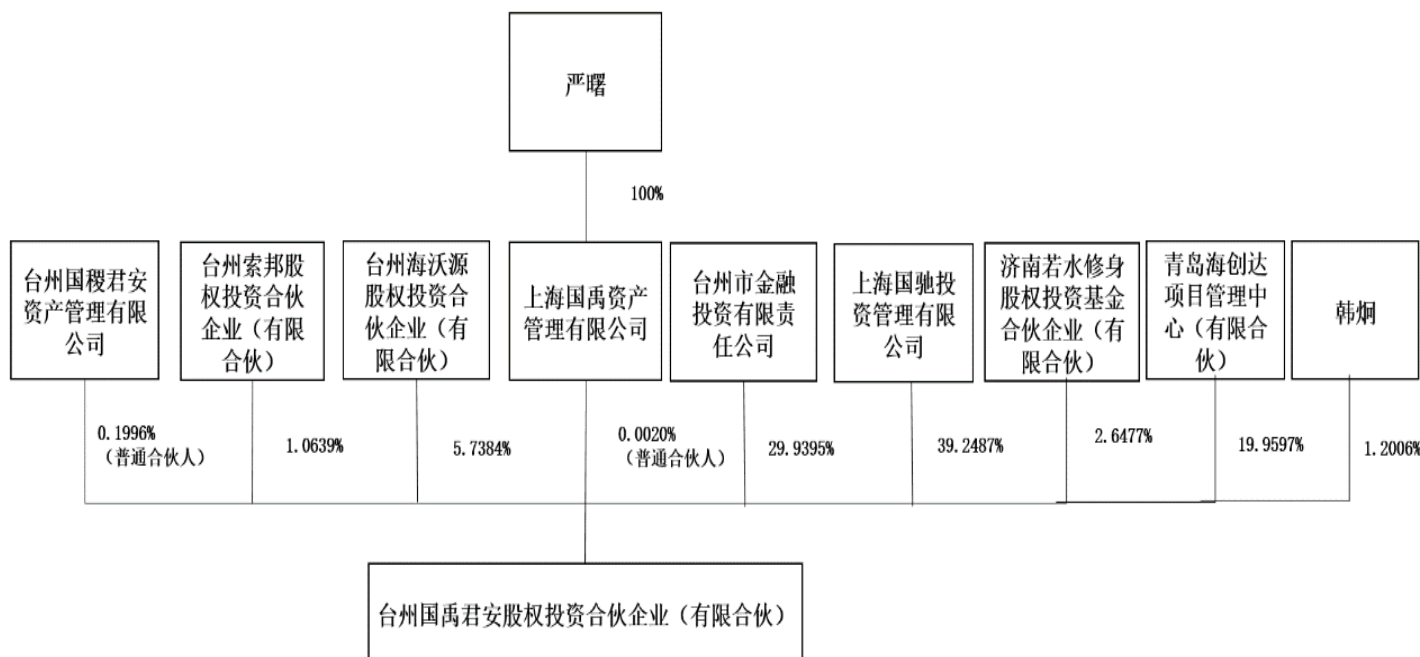 严曙
100%
台州国稷君安
资产管理有限
公司
台州索邦股
权投资合伙
企业（有限
合伙）
台州海沃源
股权投资合
伙企业（有
限合伙）
上海国禹资产
管理有限公司
台州市金融
投资有限责
任公司
上海国驰投
资管理有限
公司
济南若水修身
股权投资基金
合伙企业（有
限合伙）
青岛海创达
项目管理中
心（有限合
伙）
韩炯
0.1996%
（普通合伙人）
1.0639%
5.7384%
0.0020%
（普通合伙人）
29.9395%
39.2487%
2.6477%
19.9597%
1.2006%
台州国禹君安股权投资合伙企业（有限合伙）